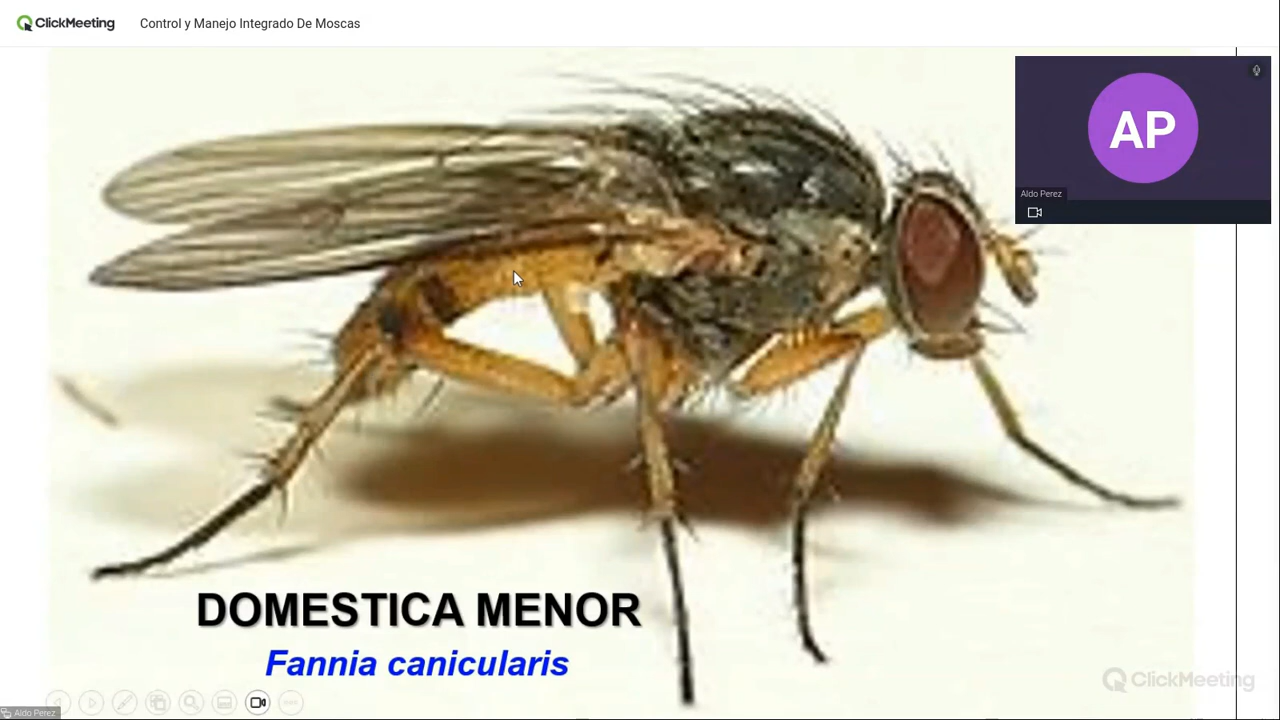 ClickMeeting Control y Manejo Integrado De Moscas
AP
Aldo Perez
DOMESTICA MENOR
Fannia canicularis
ClickMeeting
Aldo Perez